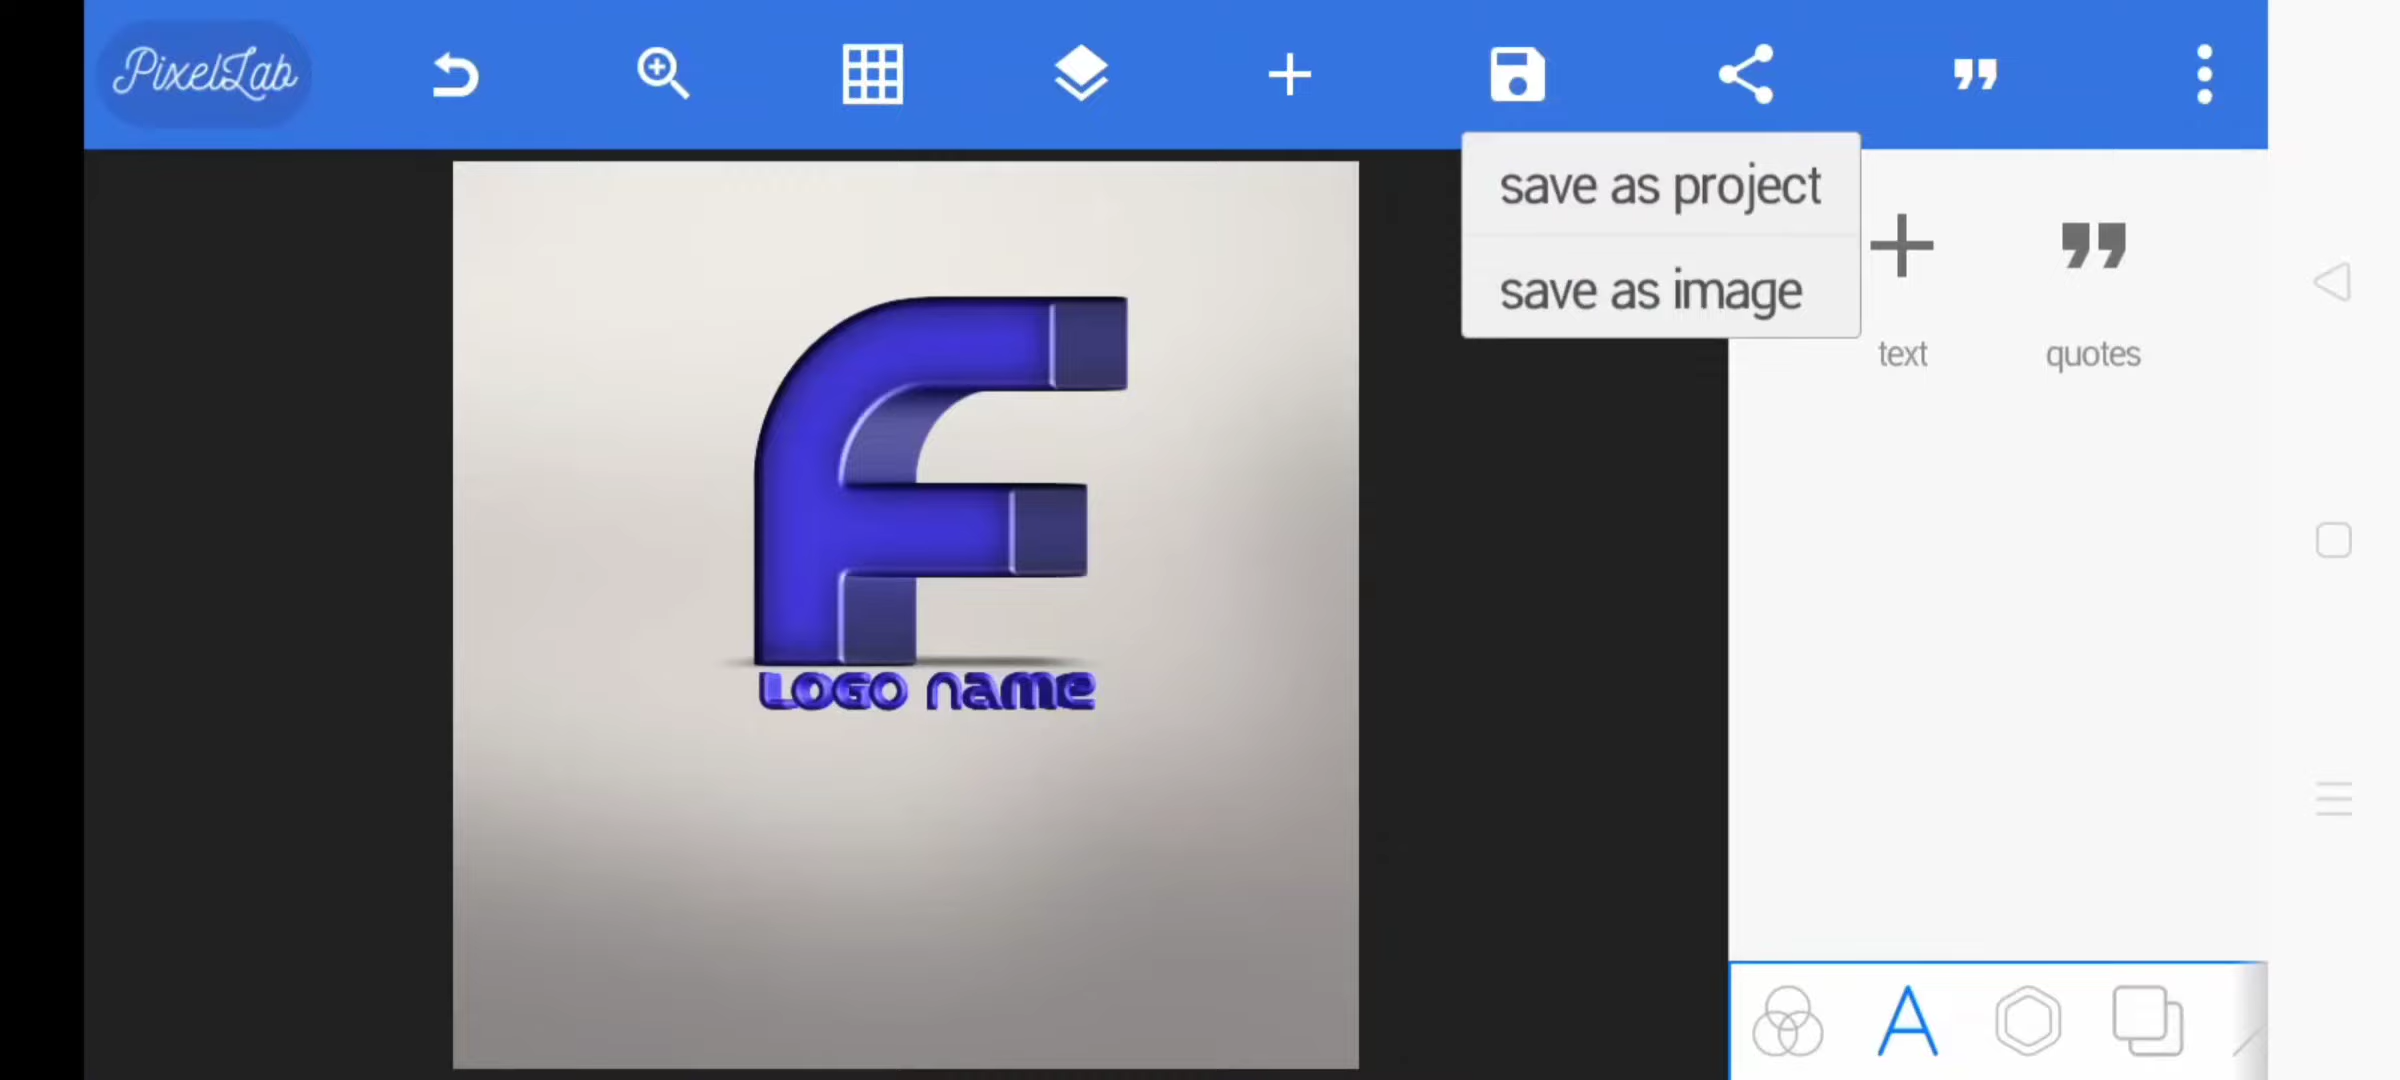 PixelLab
save as project
save as image
text
quotes
F
LOGO name